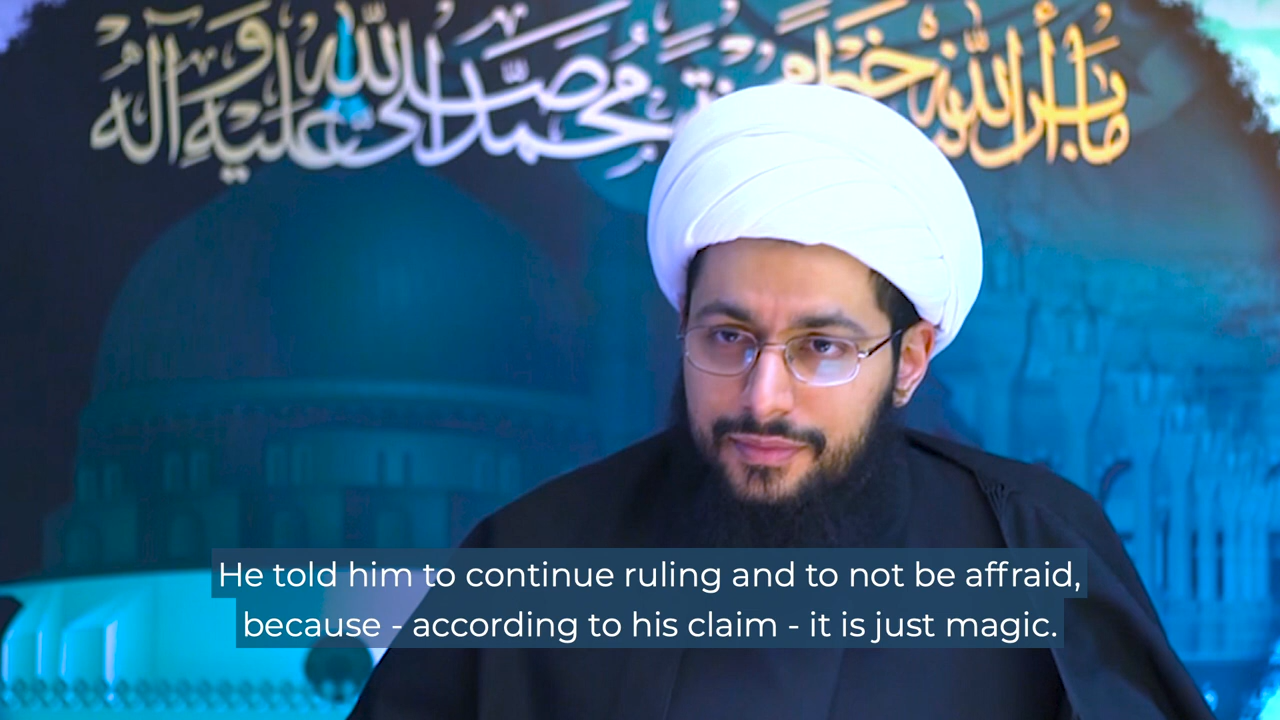 محمد صلى الله عليه وآله
He told him to continue ruling and to not be affraid,
because - according to his claim - it is just magic.